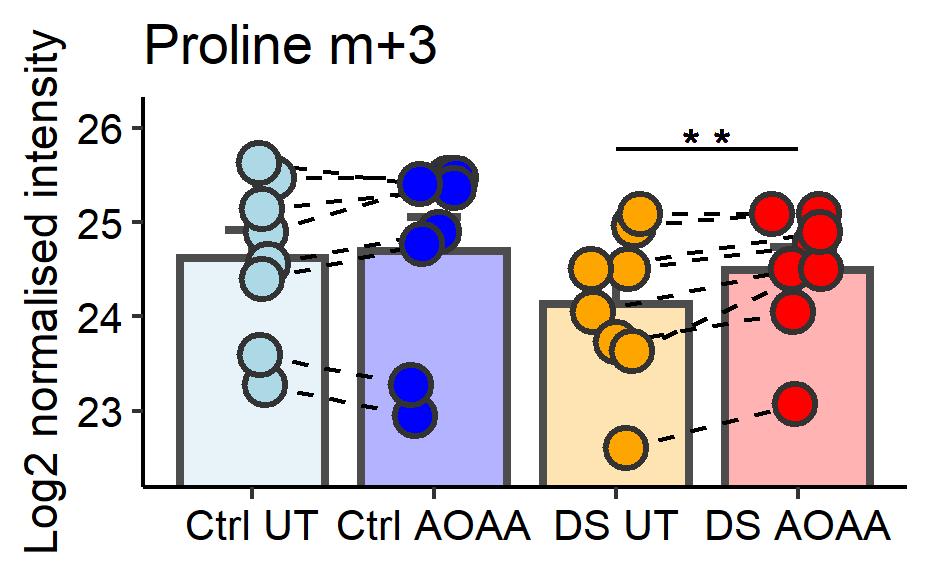 Proline m+3
Log2 normalised intensity
26
25
24
23
* *
Ctrl UT
Ctrl AOAA
DS UT
DS AOAA